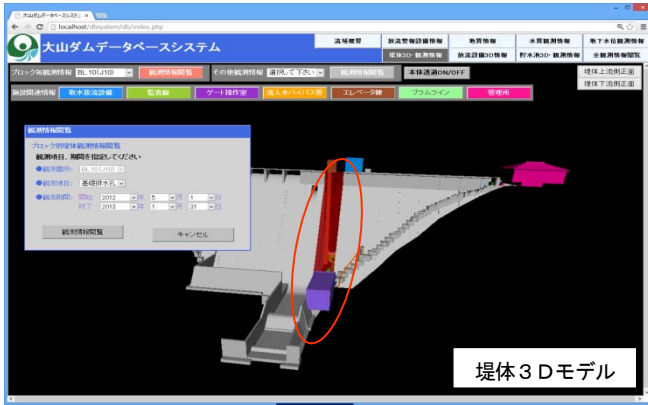 大山ダムデータベースシステム
localhost/dbsystem/db/index.php
大山ダムデータベースシステム
流域概要
放流警報設備情報
地質情報
水質観測情報
地下水位観測情報
堤体3D・観測情報
放流設備3D情報
貯水池3D・観測情報
全観測情報閲覧
ブロック毎観測情報 BL.10(J10) 観測情報閲覧 その他観測情報 選択して下さい 観測情報閲覧 本体透過ON/OFF
堤体上流側正面
堤体下流側正面
施設関連情報 取水放流設備 監査廊 ゲート操作室 流入水バイパス管 エレベータ棟 プラムライン 管理所
観測情報閲覧
ブロック別堤体観測情報閲覧
観測項目、期間を指定してください
●観測箇所: BL.10(J10)
●観測項目: 基礎排水孔
●観測期間: 開始 2012 年 5 月 1 日
終了 2013 年 1 月 31 日
観測情報閲覧 キャンセル
堤体3Dモデル